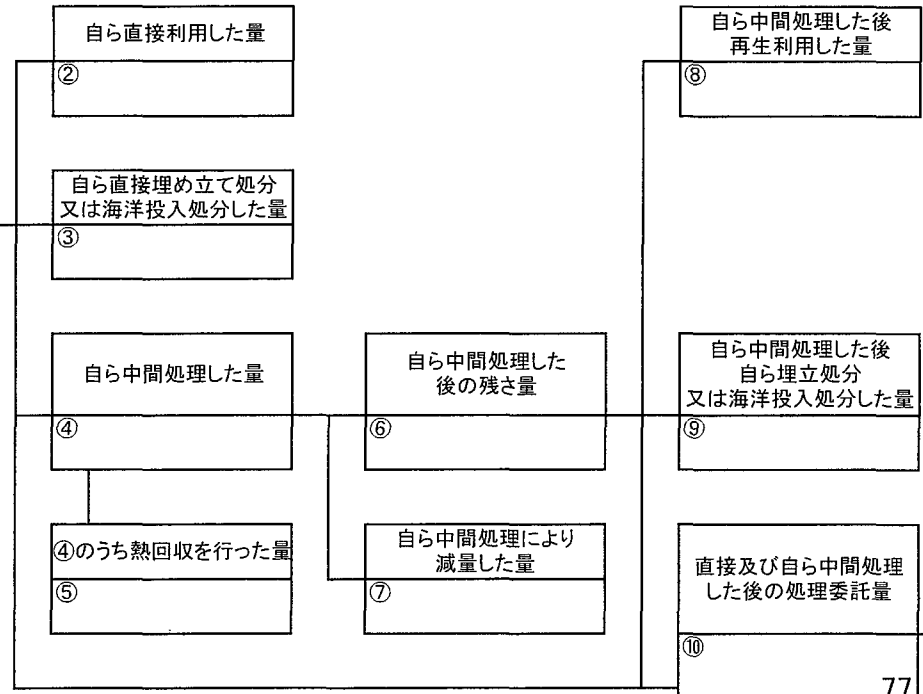 自ら直接利用した量
②
自ら直接埋め立て処分
又は海洋投入処分した量
③
自ら中間処理した量
④
④のうち熱回収を行った量
⑤
自ら中間処理した
後の残さ量
⑥
自ら中間処理により
減量した量
⑦
自ら中間処理した後
再生利用した量
⑧
自ら中間処理した後
自ら埋立処分
又は海洋投入処分した量
⑨
直接及び自ら中間処理
した後の処理委託量
⑩
77